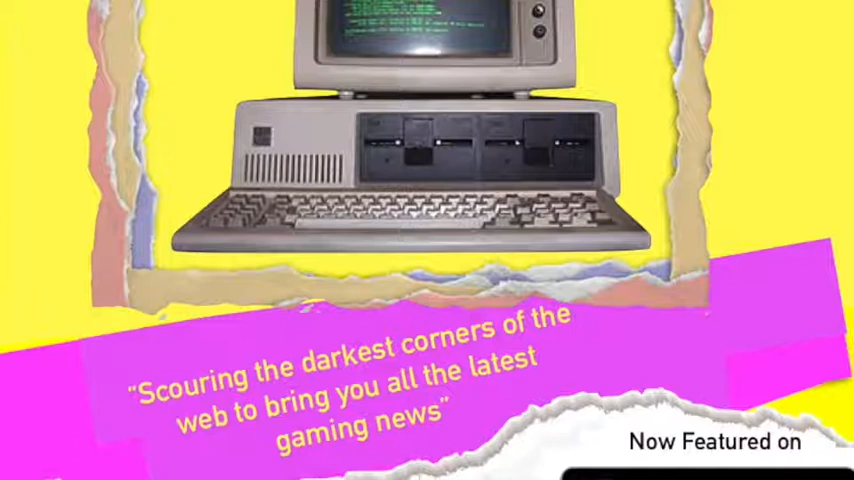 “Scouring the darkest corners of the
web to bring you all the latest
gaming news”
Now Featured on